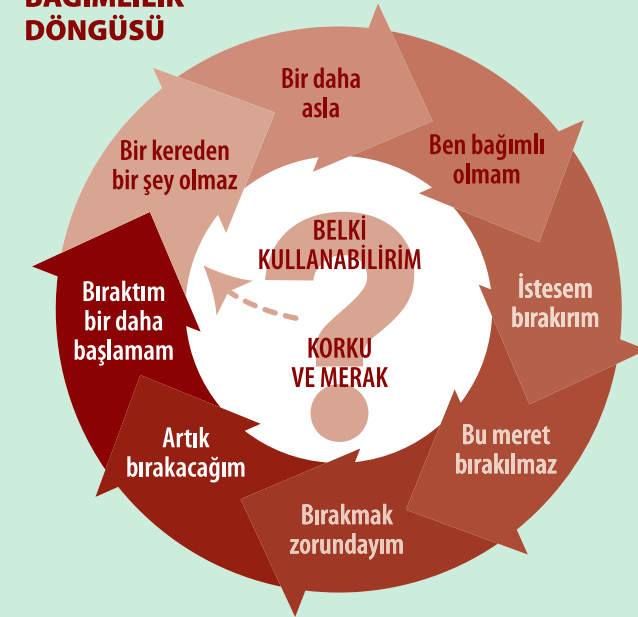 BAĞIMLILIK
DÖNGÜSÜ
Bir kereden
bir şey olmaz
Bir daha
asla
Ben bağımlı
olmam
İstesem
bırakırım
Bu meret
bırakılmaz
Bırakmak
zorundayım
Artık
bırakacağım
Bıraktım
bir daha
başlamam
BELKİ
KULLANABİLİRİM
KORKU
VE MERAK
?